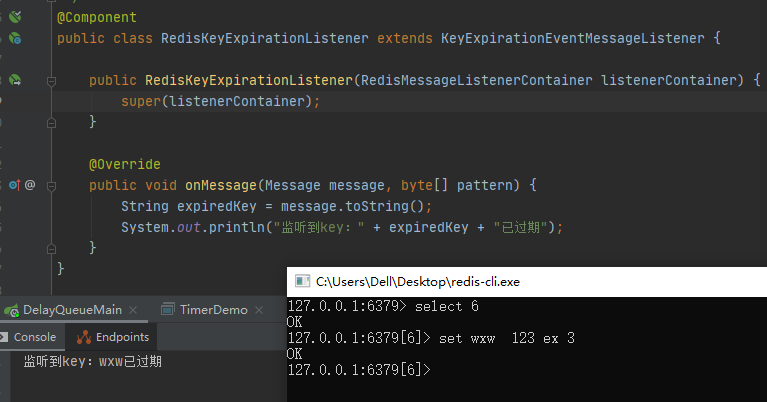 @Component
public class RedisKeyExpirationListener extends KeyExpirationEventMessageListener {
public RedisKeyExpirationListener(RedisMessageListenerContainer listenerContainer) {
super(listenerContainer);
}
@Override
public void onMessage(Message message, byte[] pattern) {
String expiredKey = message.toString();
System.out.println("监听到key：" + expiredKey + "已过期");
}
}
DelayQueueMain
TimerDemo
Console
Endpoints
监听到key：wxw已过期
C:\Users\Dell\Desktop\redis-cli.exe
127.0.0.1:6379> select 6
OK
127.0.0.1:6379[6]> set wxw  123 ex 3
OK
127.0.0.1:6379[6]>